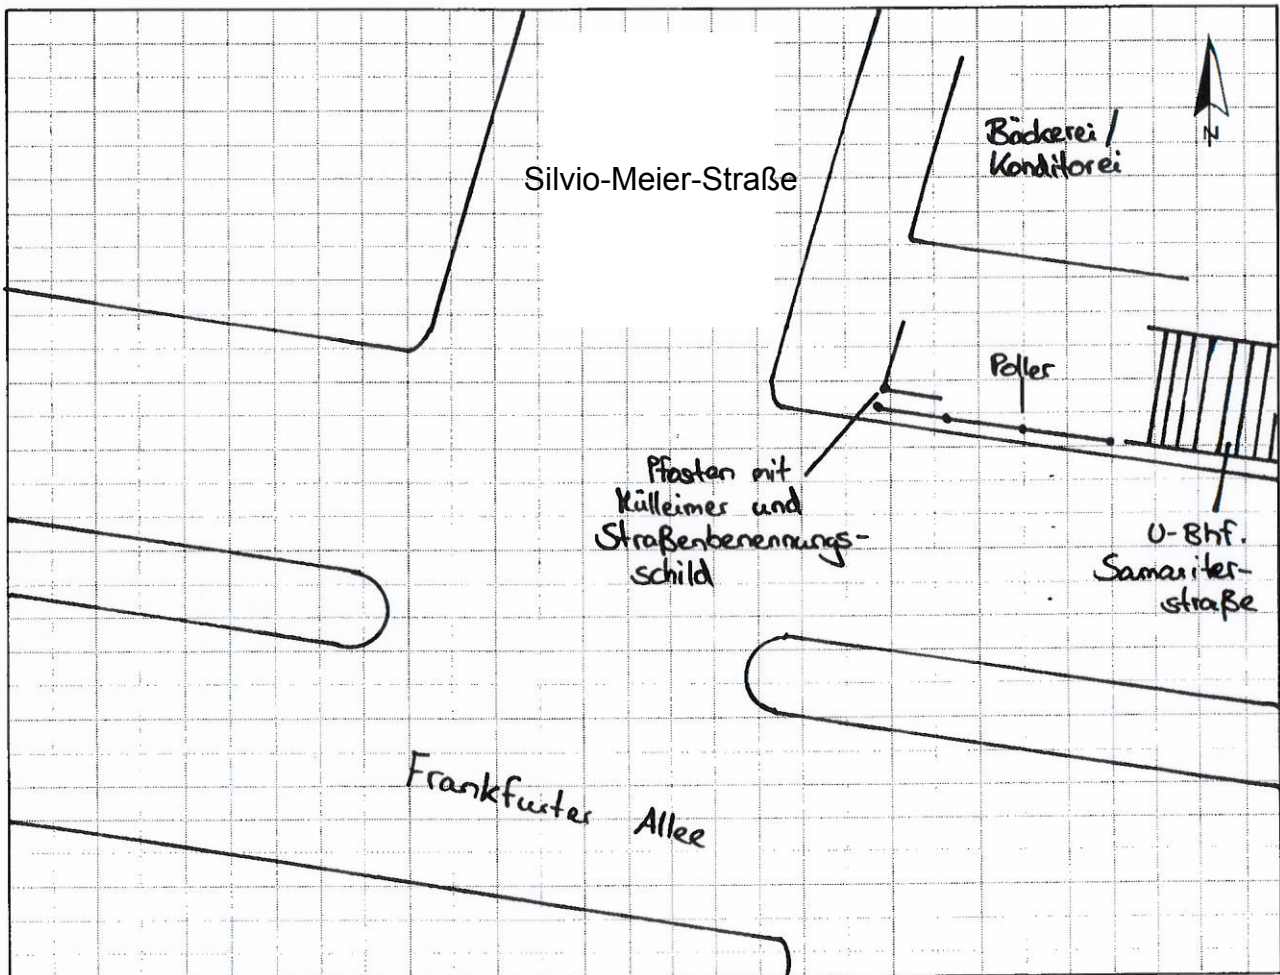 Bäckerei/
Konditorei
N
Silvio-Meier-Straße
Poller
Pfosten mit
Mülleimer und
Straßenbenennungs-
schild
U-Bhf.
Samariter-
straße
Frankfurter Allee